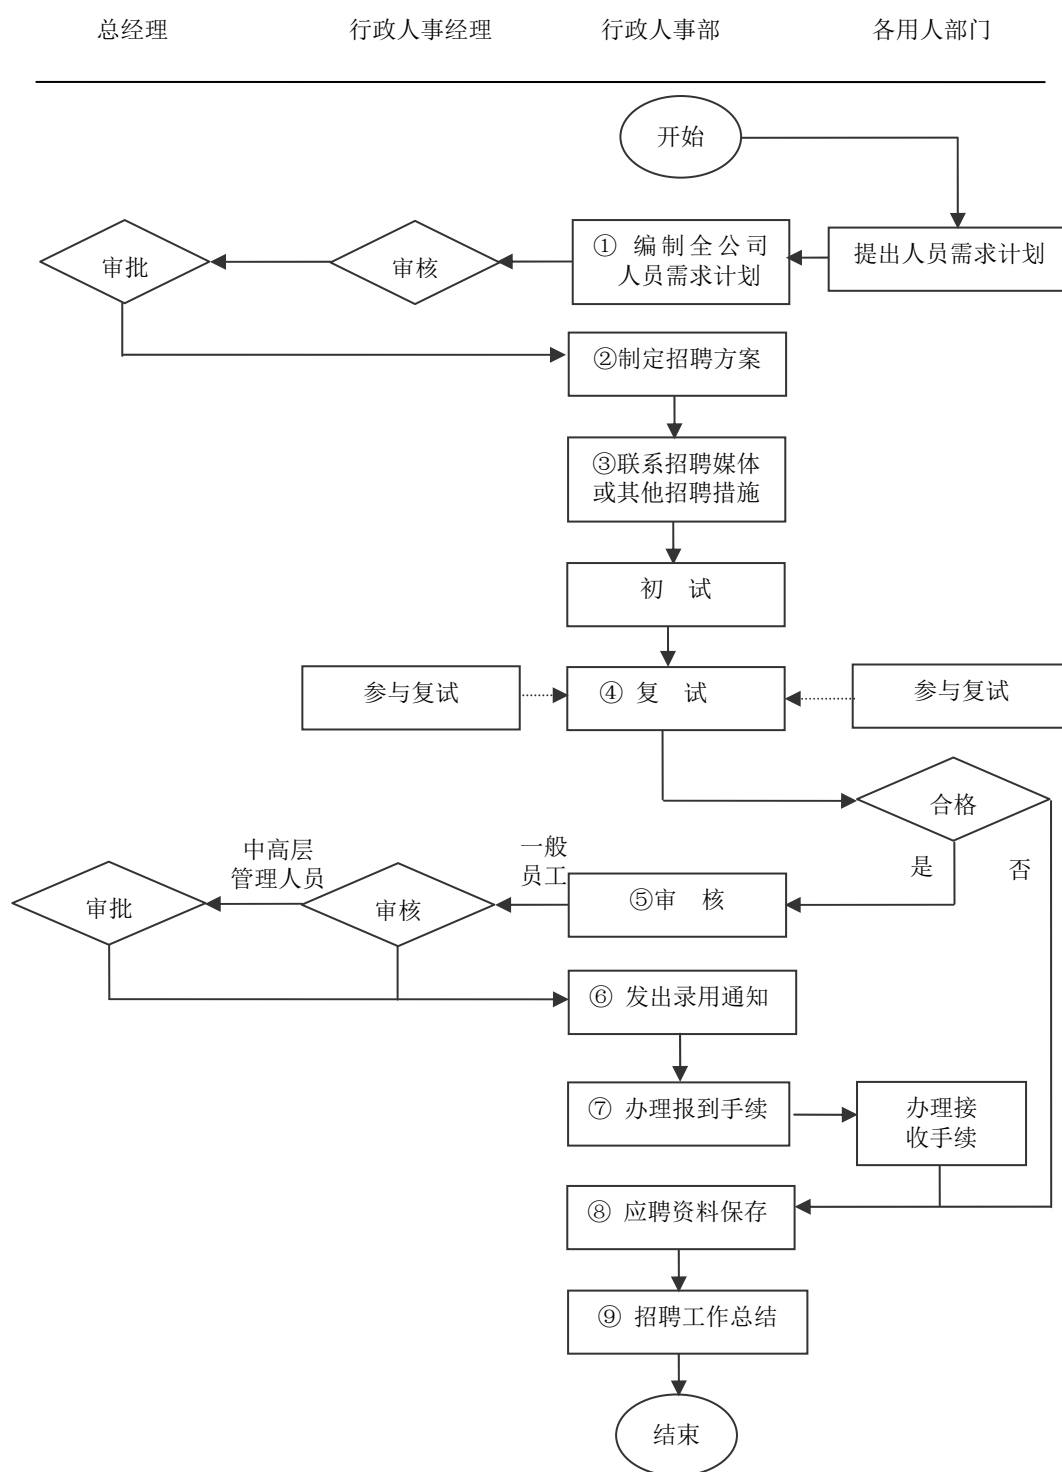 总经理
行政人事经理
行政人事部
各用人部门
开始
提出人员需求计划
① 编制全公司
人员需求计划
审核
审批
②制定招聘方案
③联系招聘媒体
或其他招聘措施
初 试
参与复试
④ 复 试
参与复试
合格
是
否
⑤审 核
一般
员工
审核
中高层
管理人员
审批
⑥ 发出录用通知
⑦ 办理报到手续
办理接
收手续
⑧ 应聘资料保存
⑨ 招聘工作总结
结束